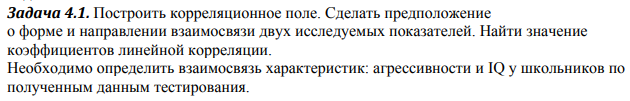 Задача 4.1. Построить корреляционное поле. Сделать предположение
о форме и направлении взаимосвязи двух исследуемых показателей. Найти значение
коэффициентов линейной корреляции.
Необходимо определить взаимосвязь характеристик: агрессивности и IQ у школьников по
полученным данным тестирования.